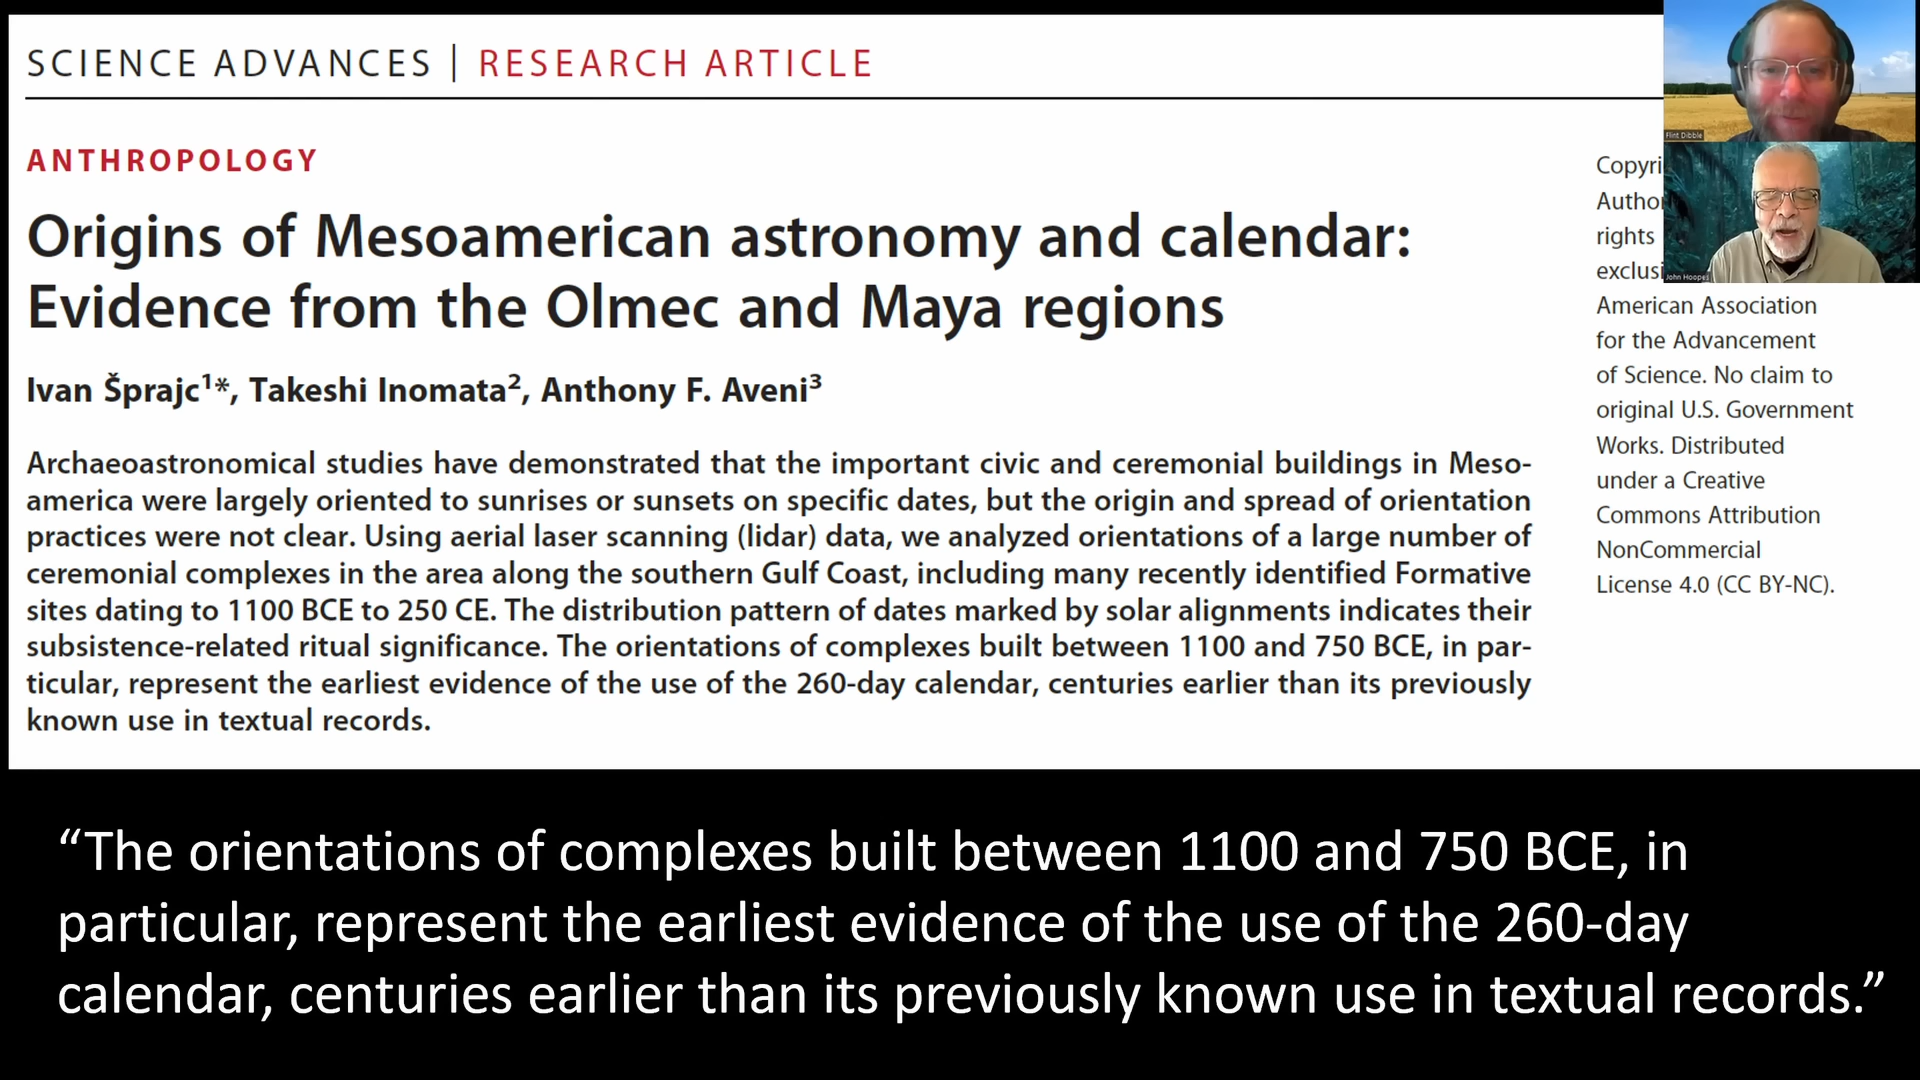 SCIENCE ADVANCES | RESEARCH ARTICLE
ANTHROPOLOGY
Origins of Mesoamerican astronomy and calendar:
Evidence from the Olmec and Maya regions
Ivan Šprajc¹*, Takeshi Inomata², Anthony F. Aveni³
Archaeoastronomical studies have demonstrated that the important civic and ceremonial buildings in Meso-
america were largely oriented to sunrises or sunsets on specific dates, but the origin and spread of orientation
practices were not clear. Using aerial laser scanning (lidar) data, we analyzed orientations of a large number of
ceremonial complexes in the area along the southern Gulf Coast, including many recently identified Formative
sites dating to 1100 BCE to 250 CE. The distribution pattern of dates marked by solar alignments indicates their
subsistence-related ritual significance. The orientations of complexes built between 1100 and 750 BCE, in par-
ticular, represent the earliest evidence of the use of the 260-day calendar, centuries earlier than its previously
known use in textual records.
Copyri
Author
rights
exclusi
American Association
for the Advancement
of Science. No claim to
original U.S. Government
Works. Distributed
under a Creative
Commons Attribution
NonCommercial
License 4.0 (CC BY-NC).
Flint Dibble
John Hoopes
“The orientations of complexes built between 1100 and 750 BCE, in
particular, represent the earliest evidence of the use of the 260-day
calendar, centuries earlier than its previously known use in textual records.”